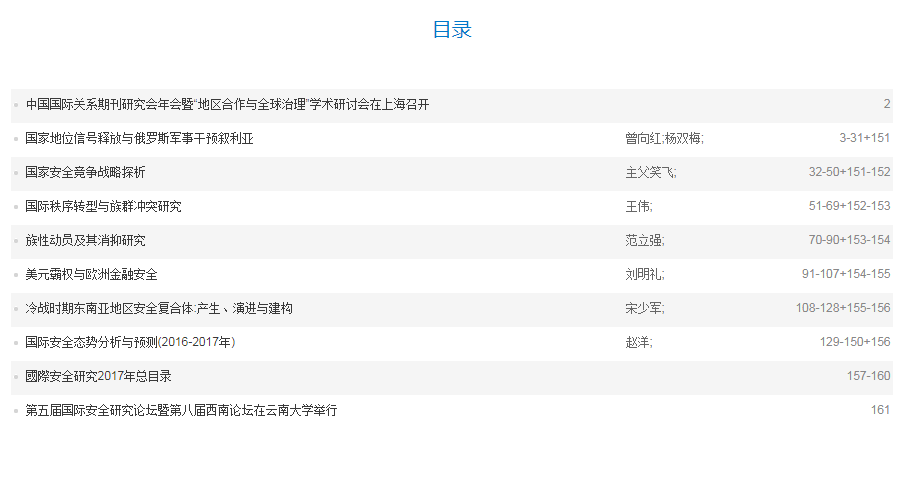 目录
中国国际关系期刊研究会年会暨“地区合作与全球治理”学术研讨会在上海召开 2
国家地位信号释放与俄罗斯军事干预叙利亚 曾向红;杨双梅; 3-31+151
国家安全竞争战略探析 主父笑飞; 32-50+151-152
国际秩序转型与族群冲突研究 王伟; 51-69+152-153
族性动员及其消抑研究 范立强; 70-90+153-154
美元霸权与欧洲金融安全 刘明礼; 91-107+154-155
冷战时期东南亚地区安全复合体:产生、演进与建构 宋少军; 108-128+155-156
国际安全态势分析与预测(2016-2017年) 赵洋; 129-150+156
國際安全研究2017年总目录 157-160
第五届国际安全研究论坛暨第八届西南论坛在云南大学举行 161